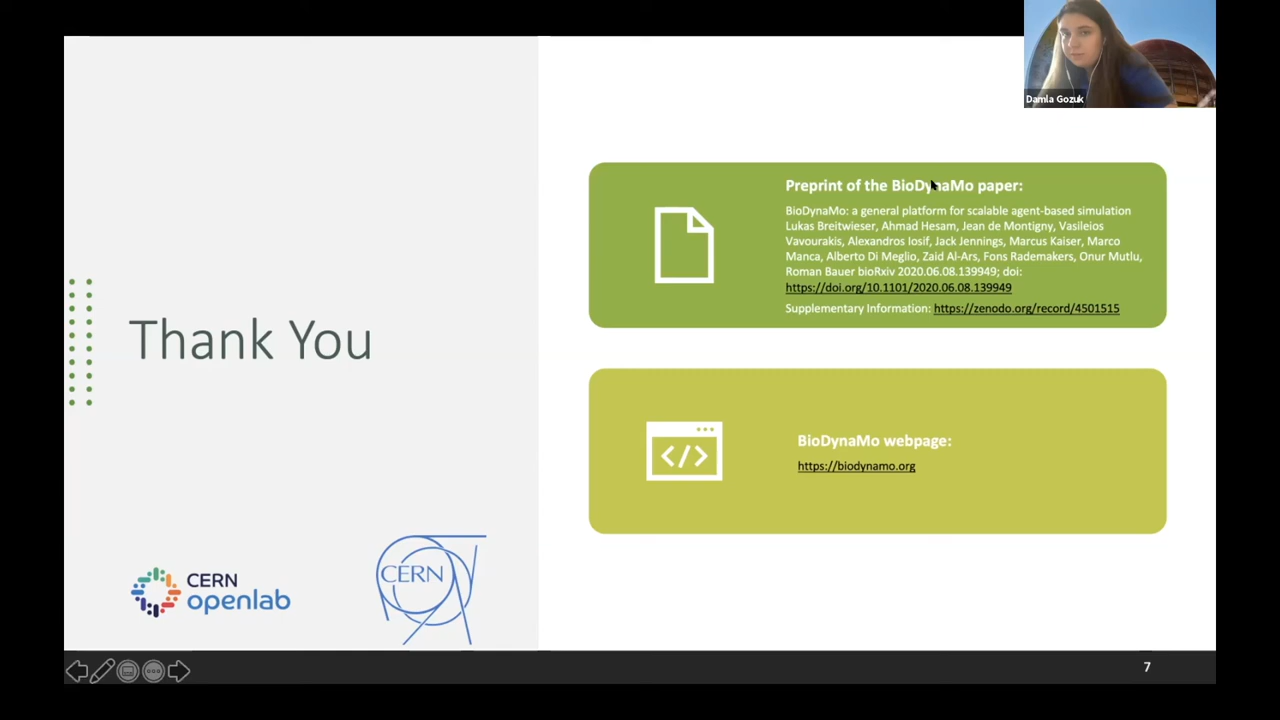 Damla Gozuk
Thank You
Preprint of the BioDynaMo paper:
BioDynaMo: a general platform for scalable agent-based simulation
Lukas Breitwieser, Ahmad Hesam, Jean de Montigny, Vasileios
Vavourakis, Alexandros Iosif, Jack Jennings, Marcus Kaiser, Marco
Manca, Alberto Di Meglio, Zaid Al-Ars, Fons Rademakers, Onur Mutlu,
Roman Bauer bioRxiv 2020.06.08.139949; doi:
https://doi.org/10.1101/2020.06.08.139949
Supplementary Information: https://zenodo.org/record/4501515
BioDynaMo webpage:
https://biodynamo.org
CERN
openlab
CERN
7